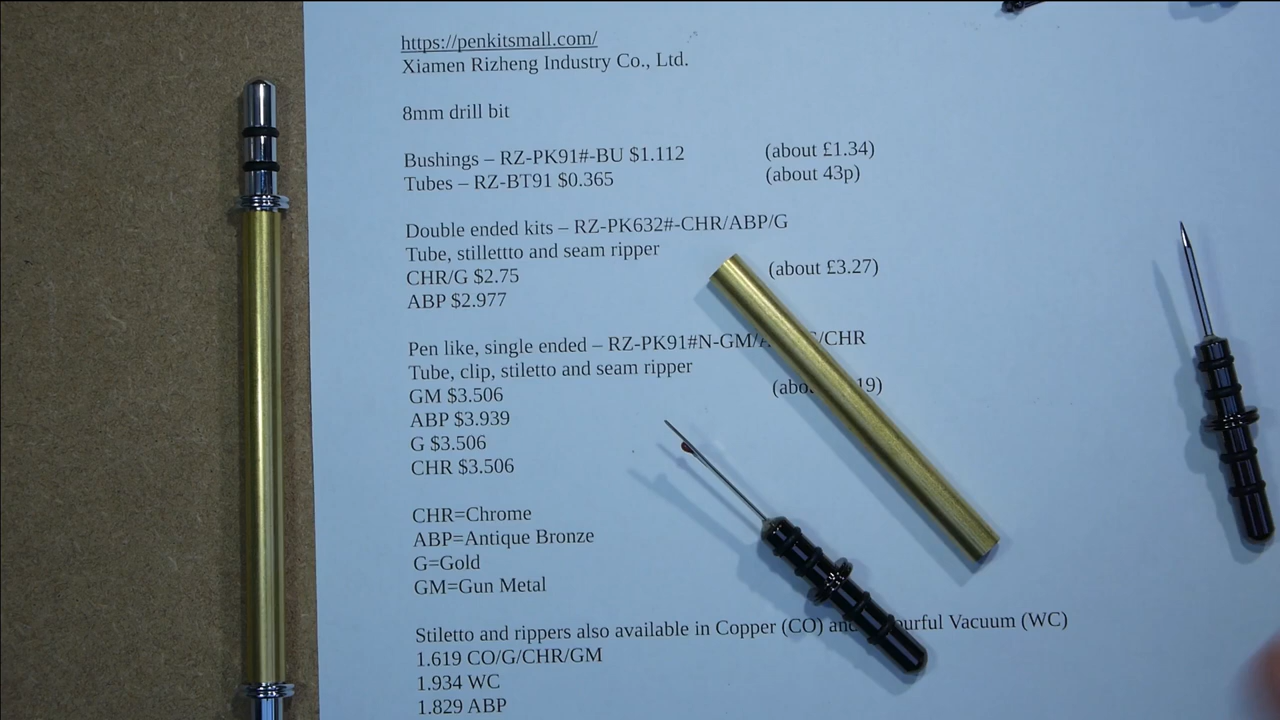 https://penkitsmall.com/
Xiamen Rizheng Industry Co., Ltd.
8mm drill bit
Bushings – RZ-PK91#-BU $1.112 (about £1.34)
Tubes – RZ-BT91 $0.365 (about 43p)
Double ended kits – RZ-PK632#-CHR/ABP/G
Tube, stilettto and seam ripper
CHR/G $2.75 (about £3.27)
ABP $2.977
Pen like, single ended – RZ-PK91#N-GM/ /CHR
Tube, clip, stiletto and seam ripper
GM $3.506 19)
ABP $3.939
G $3.506
CHR $3.506
CHR=Chrome
ABP=Antique Bronze
G=Gold
GM=Gun Metal
Stiletto and rippers also available in Copper (CO) Vacuum (WC)
1.619 CO/G/CHR/GM
1.934 WC
1.829 ABP